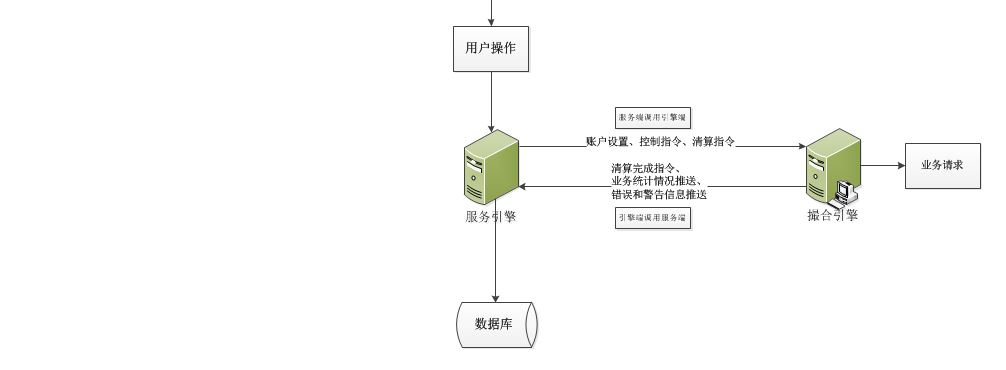 用户操作
服务端调用引擎端
账户设置、控制指令、清算指令
业务请求
清算完成指令、
业务统计情况推送、
错误和警告信息推送
服务引擎
引擎端调用服务端
撮合引擎
数据库